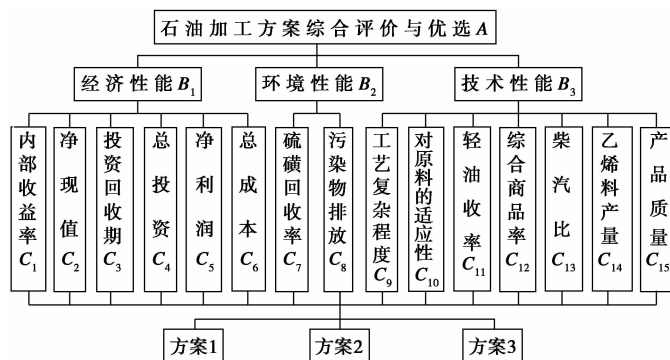 石油加工方案综合评价与优选A
经济性能B₁
环境性能B₂
技术性能B₃
内部收益率C₁
净现值C₂
投资回收期C₃
总投资C₄
净利润C₅
总成本C₆
硫磺回收率C₇
污染物排放C₈
工艺复杂程度C₉
对原料的适应性C₁₀
轻油收率C₁₁
综合商品率C₁₂
柴汽比C₁₃
乙烯料产量C₁₄
产品质量C₁₅
方案1
方案2
方案3